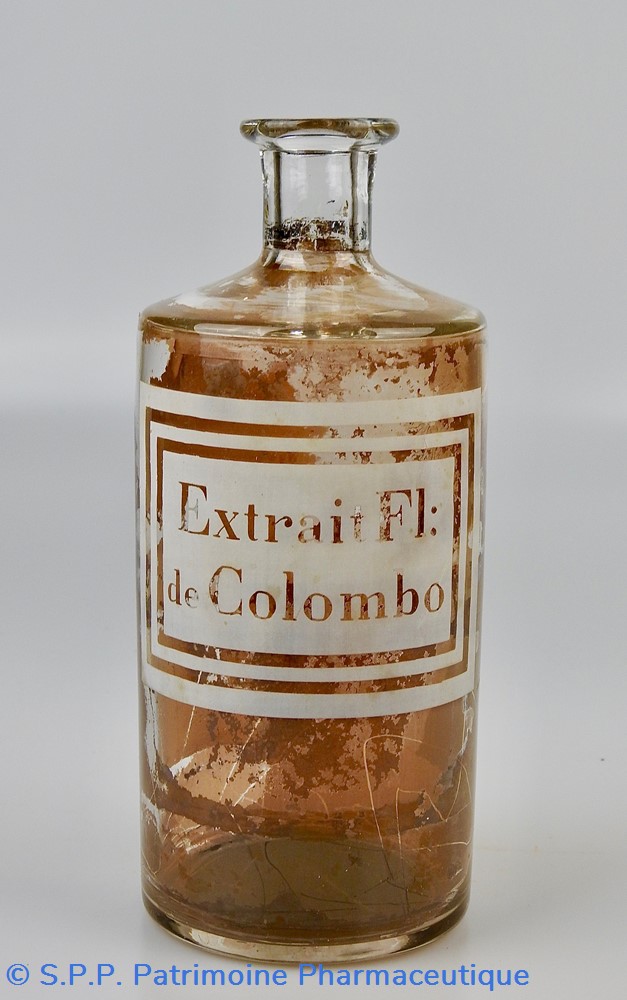 Extrait Fl:
de Colombo
© S.P.P. Patrimoine Pharmaceutique